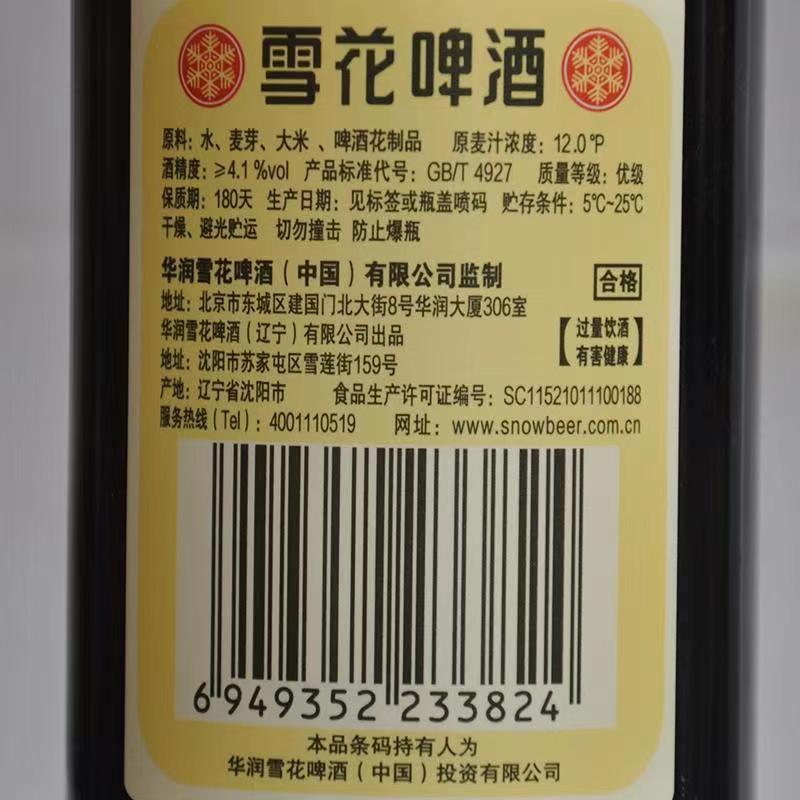 雪花啤酒
原料：水、麦芽、大米、啤酒花制品 原麦汁浓度：12.0°P
酒精度：≥4.1%vol 产品标准代号：GB/T 4927 质量等级：优级
保质期：180天 生产日期：见标签或瓶盖喷码 贮存条件：5℃~25℃
干燥、避光贮运 切勿撞击 防止爆瓶
华润雪花啤酒（中国）有限公司监制
合格
地址：北京市东城区建国门北大街8号华润大厦306室
华润雪花啤酒（辽宁）有限公司出品
【过量饮酒
有害健康】
地址：沈阳市苏家屯区雪莲街159号
产地：辽宁省沈阳市 食品生产许可证编号：SC11521011100188
服务热线（Tel）：4001110519 网址：www.snowbeer.com.cn
6 949352 233824
本品条码持有人为
华润雪花啤酒（中国）投资有限公司